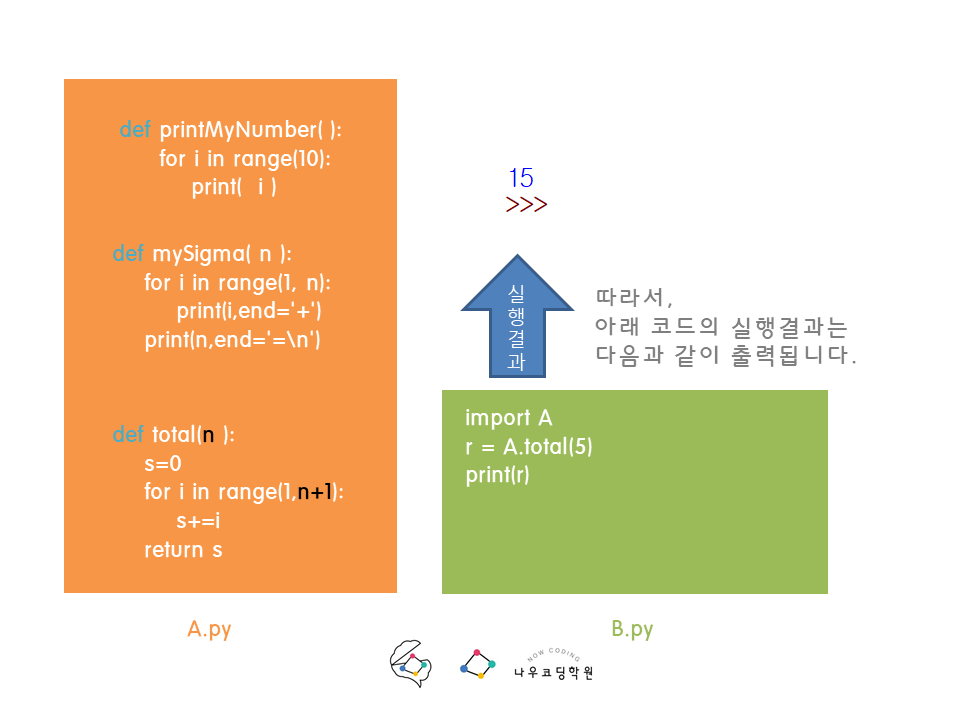 def printMyNumber( ):
for i in range(10):
print(  i )
def mySigma( n ):
for i in range(1, n):
print(i,end='+')
print(n,end='=\n')
def total(n ):
s=0
for i in range(1,n+1):
s+=i
return s
A.py
15
>>>
실
행
결
과
따라서,
아래 코드의 실행결과는
다음과 같이 출력됩니다.
import A
r = A.total(5)
print(r)
B.py
NOW CODING
나우코딩학원